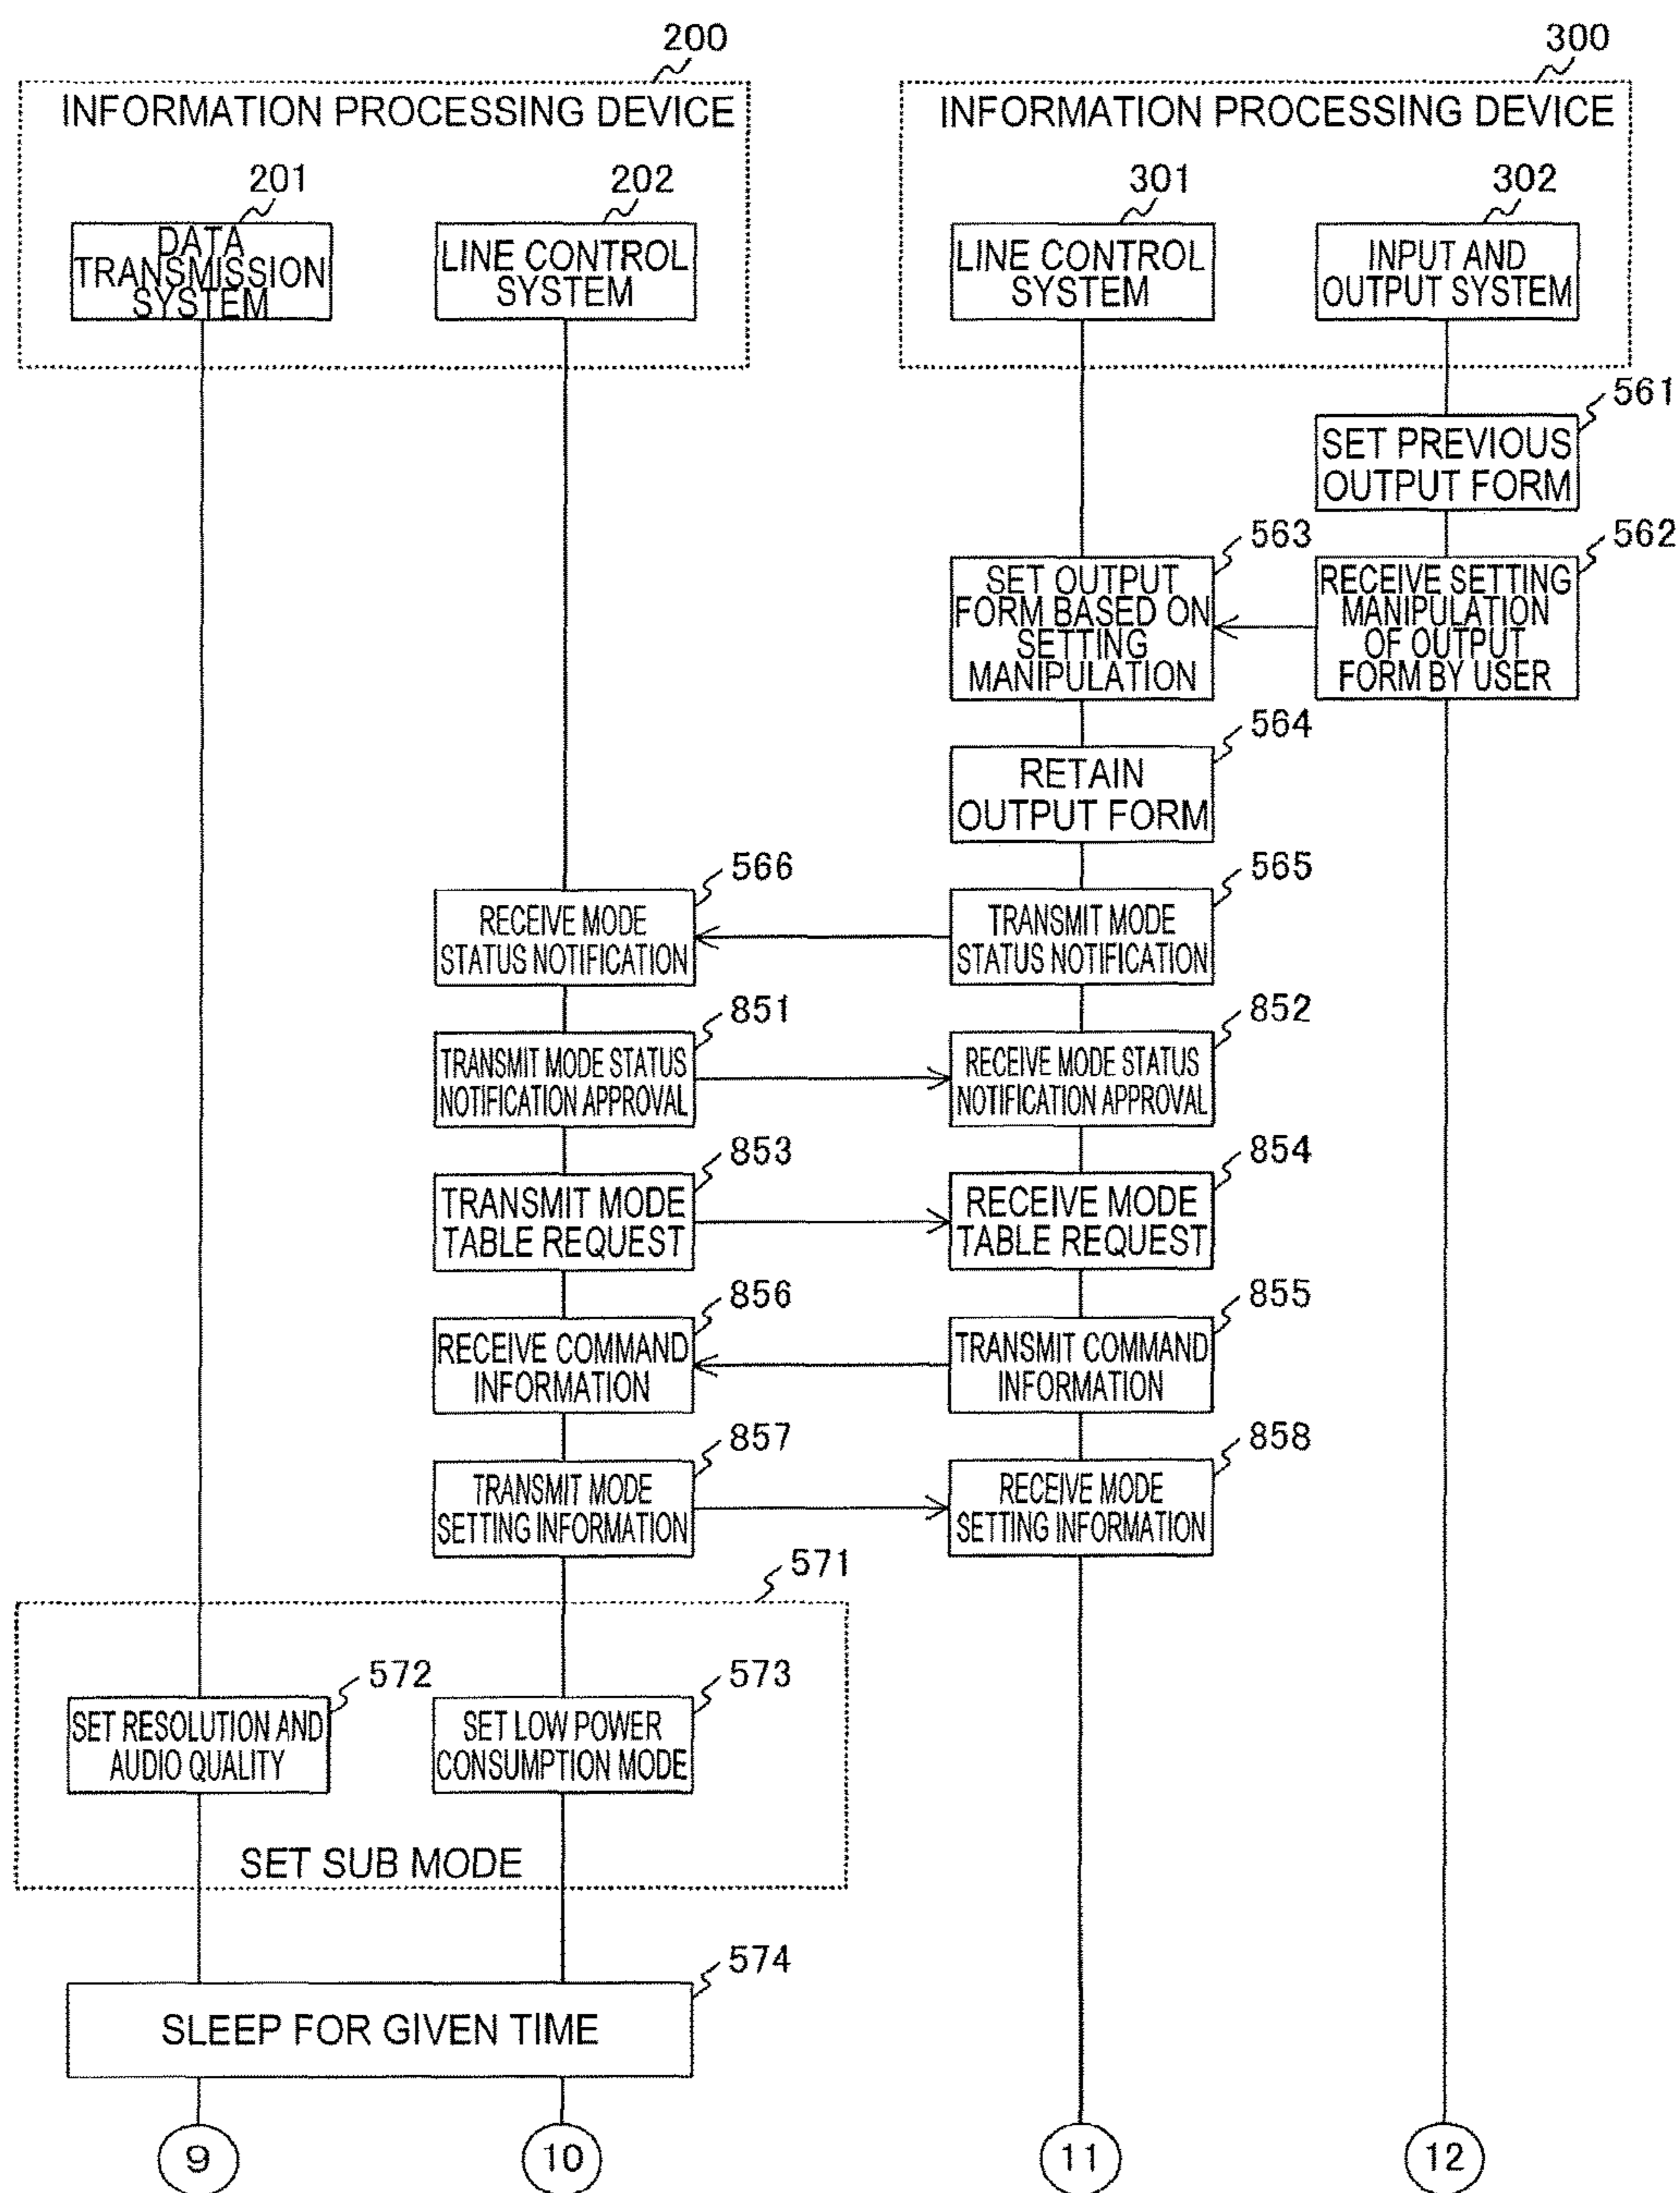 200
300
INFORMATION PROCESSING DEVICE
INFORMATION PROCESSING DEVICE
201
202
301
302
DATA
TRANSMISSION
SYSTEM
LINE CONTROL
SYSTEM
LINE CONTROL
SYSTEM
INPUT AND
OUTPUT SYSTEM
561
SET PREVIOUS
OUTPUT FORM
563
562
SET OUTPUT
FORM BASED ON
SETTING
MANIPULATION
RECEIVE SETTING
MANIPULATION
OF OUTPUT
FORM BY USER
564
RETAIN
OUTPUT FORM
566
565
RECEIVE MODE
STATUS NOTIFICATION
TRANSMIT MODE
STATUS NOTIFICATION
851
852
TRANSMIT MODE STATUS
NOTIFICATION APPROVAL
RECEIVE MODE STATUS
NOTIFICATION APPROVAL
853
854
TRANSMIT MODE
TABLE REQUEST
RECEIVE MODE
TABLE REQUEST
856
855
RECEIVE COMMAND
INFORMATION
TRANSMIT COMMAND
INFORMATION
857
858
TRANSMIT MODE
SETTING INFORMATION
RECEIVE MODE
SETTING INFORMATION
571
572
573
SET RESOLUTION AND
AUDIO QUALITY
SET LOW POWER
CONSUMPTION MODE
SET SUB MODE
574
SLEEP FOR GIVEN TIME
9
10
11
12